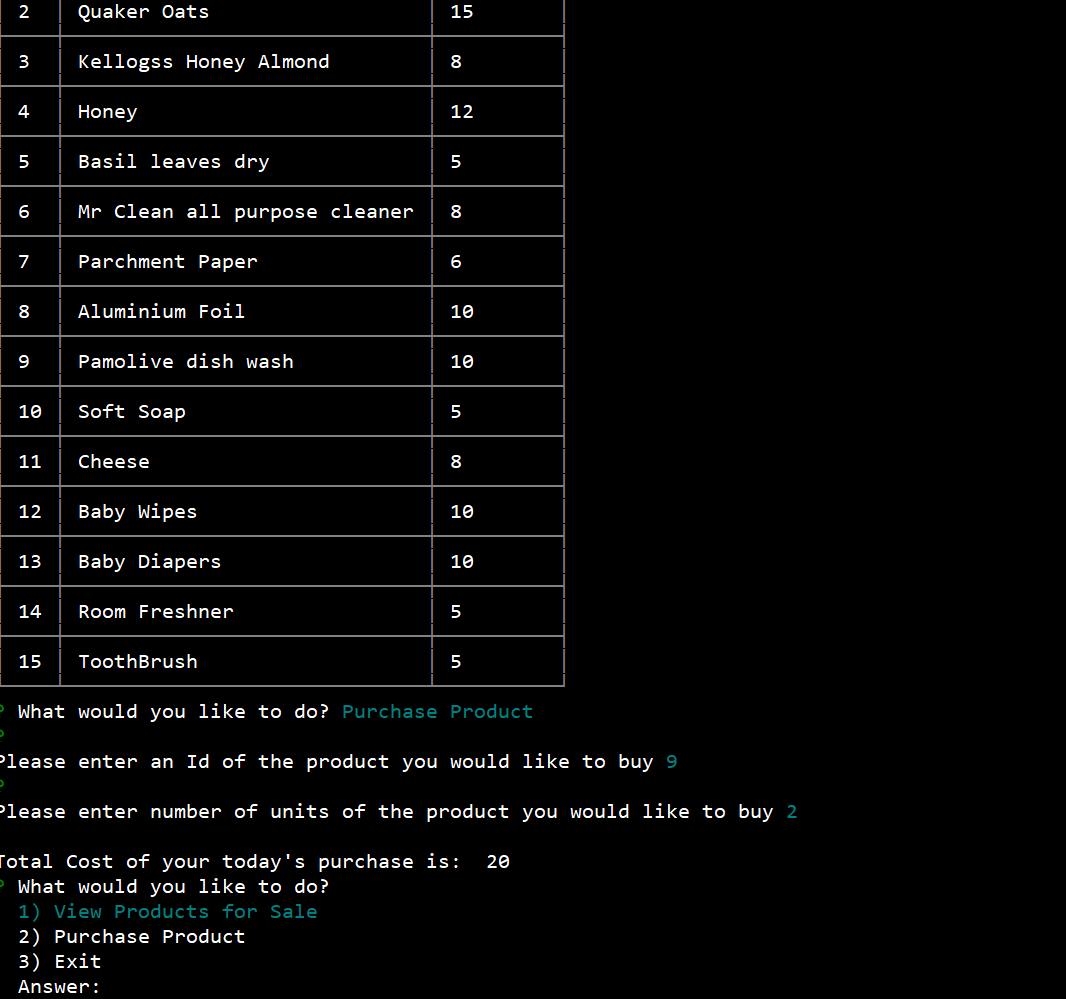 2 Quaker Oats 15
3 Kellogss Honey Almond 8
4 Honey 12
5 Basil leaves dry 5
6 Mr Clean all purpose cleaner 8
7 Parchment Paper 6
8 Aluminium Foil 10
9 Pamolive dish wash 10
10 Soft Soap 5
11 Cheese 8
12 Baby Wipes 10
13 Baby Diapers 10
14 Room Freshner 5
15 ToothBrush 5
? What would you like to do? Purchase Product
?
Please enter an Id of the product you would like to buy 9
?
Please enter number of units of the product you would like to buy 2
Total Cost of your today's purchase is: 20
? What would you like to do?
1) View Products for Sale
2) Purchase Product
3) Exit
Answer: